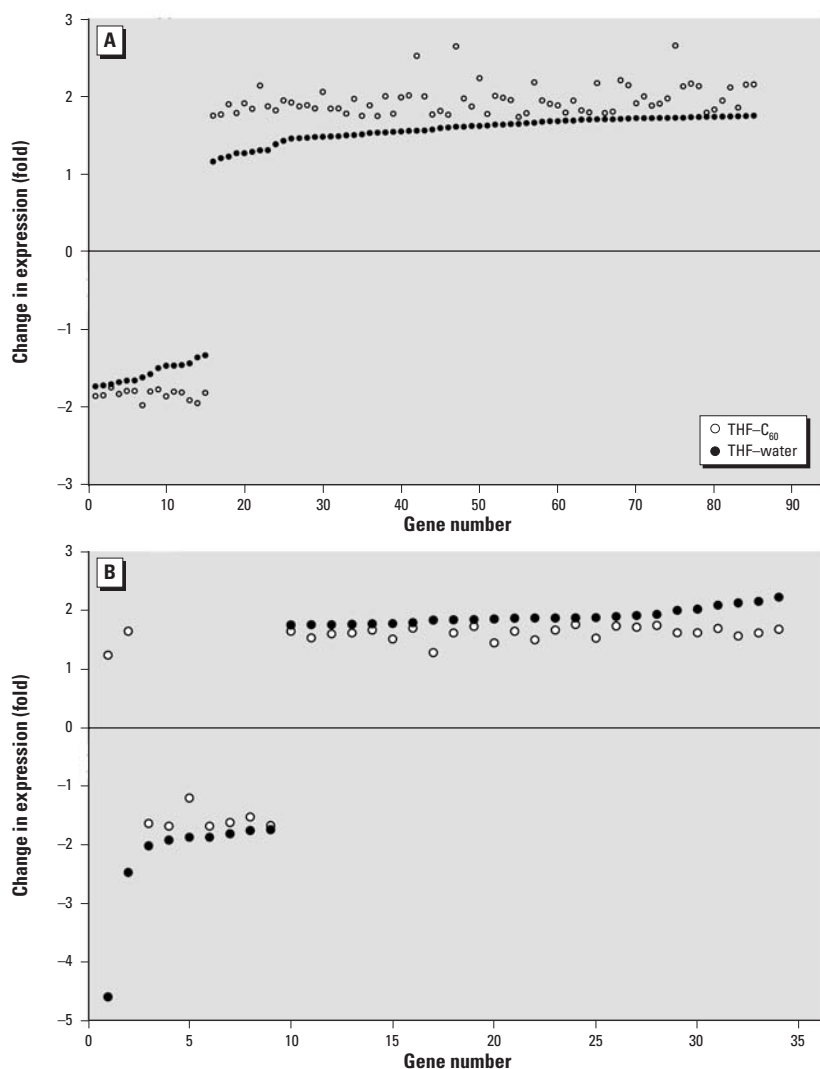 A
3
2
1
0
–1
–2
–3
Change in expression (fold)
THF–C60
THF–water
0 10 20 30 40 50 60 70 80 90
Gene number
B
3
2
1
0
–1
–2
–3
–4
–5
Change in expression (fold)
0 5 10 15 20 25 30 35
Gene number